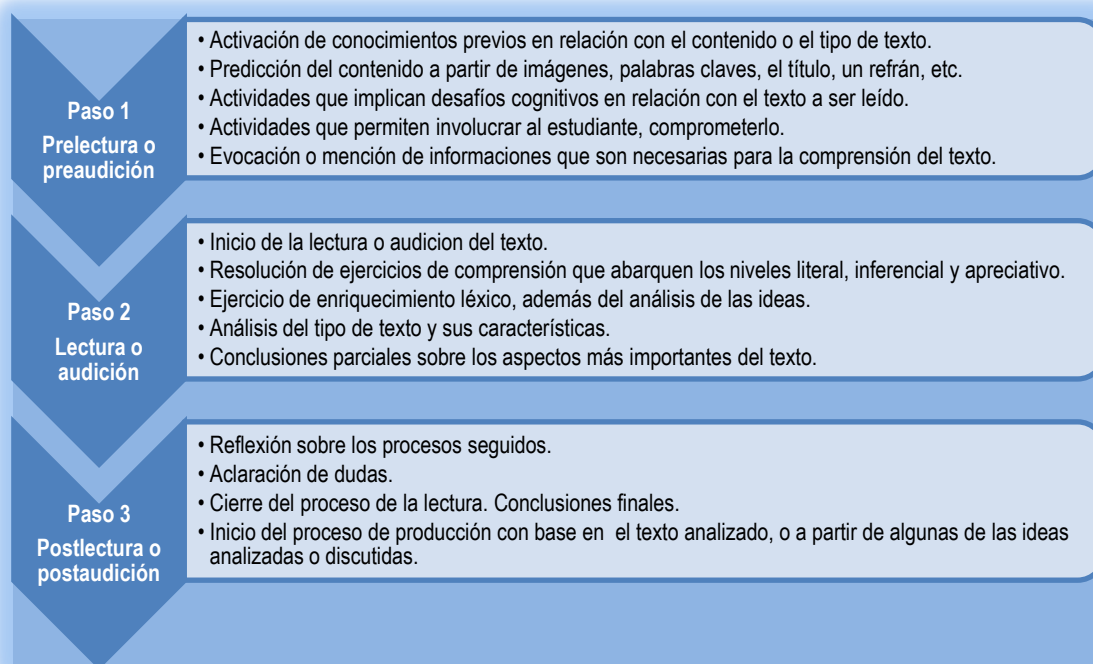 Paso 1
Prelectura o
preaudición
• Activación de conocimientos previos en relación con el contenido o el tipo de texto.
• Predicción del contenido a partir de imágenes, palabras claves, el título, un refrán, etc.
• Actividades que implican desafíos cognitivos en relación con el texto a ser leído.
• Actividades que permiten involucrar al estudiante, comprometerlo.
• Evocación o mención de informaciones que son necesarias para la comprensión del texto.
Paso 2
Lectura o
audición
• Inicio de la lectura o audicion del texto.
• Resolución de ejercicios de comprensión que abarquen los niveles literal, inferencial y apreciativo.
• Ejercicio de enriquecimiento léxico, además del análisis de las ideas.
• Análisis del tipo de texto y sus características.
• Conclusiones parciales sobre los aspectos más importantes del texto.
Paso 3
Postlectura o
postaudición
• Reflexión sobre los procesos seguidos.
• Aclaración de dudas.
• Cierre del proceso de la lectura. Conclusiones finales.
• Inicio del proceso de producción con base en el texto analizado, o a partir de algunas de las ideas
analizadas o discutidas.